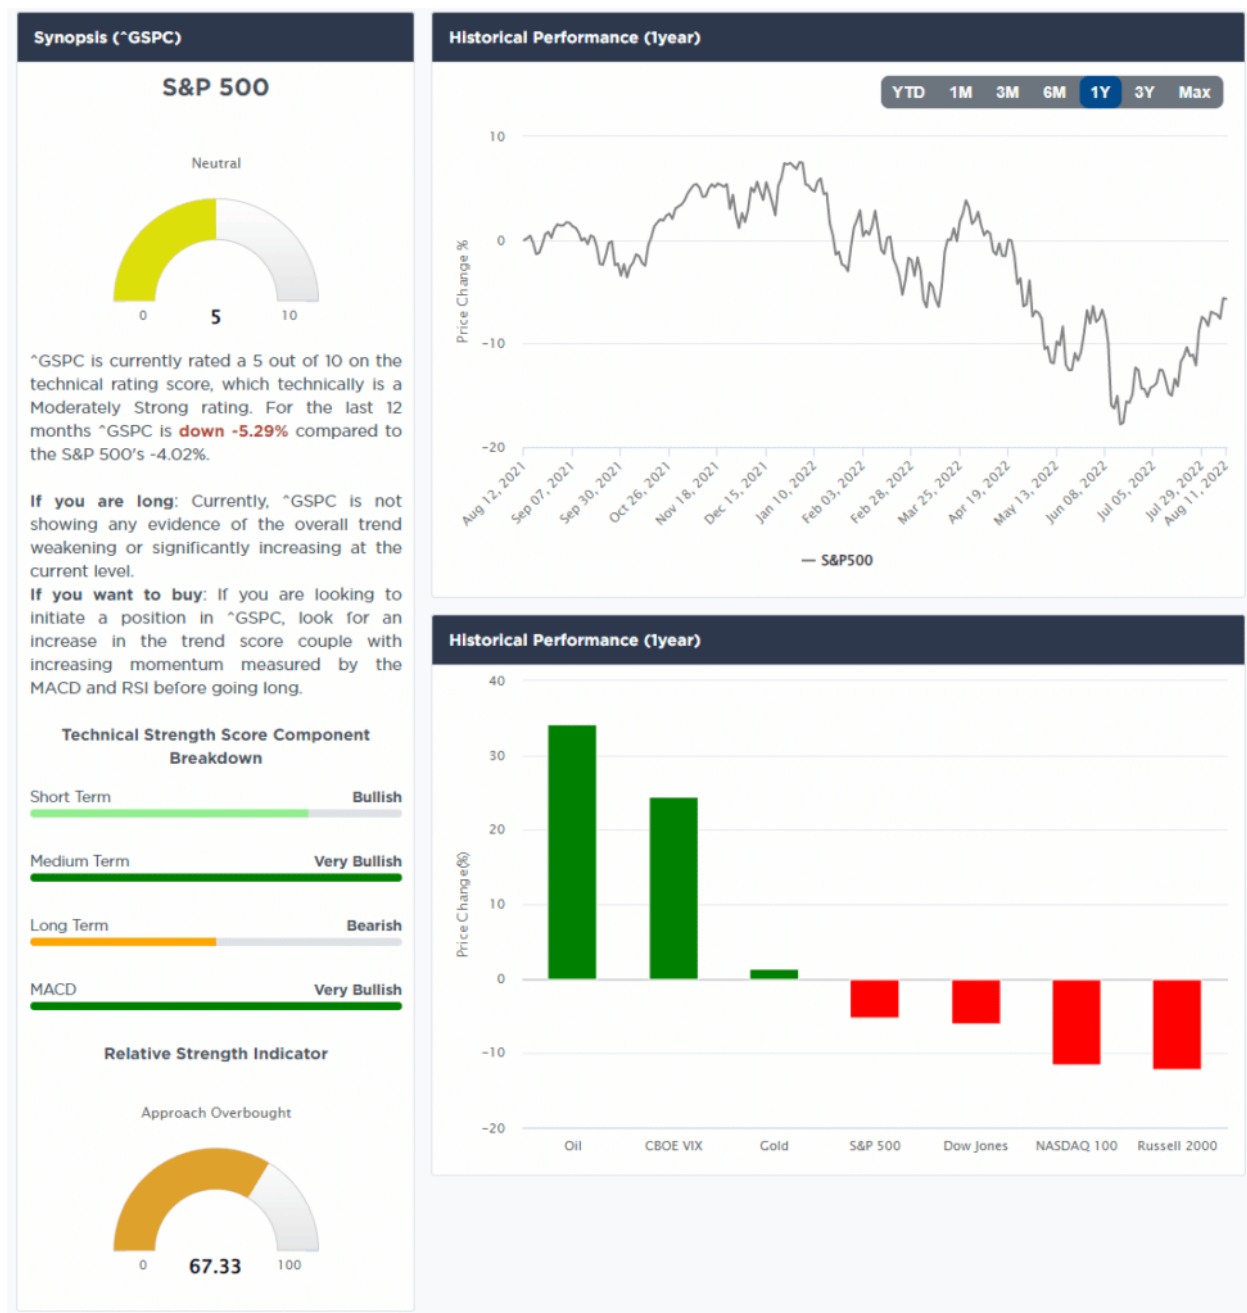 Synopsis (^GSPC)
S&P 500
Neutral
0
5
10
^GSPC is currently rated a 5 out of 10 on the
technical rating score, which technically is a
Moderately Strong rating. For the last 12
months ^GSPC is down -5.29% compared to
the S&P 500's -4.02%.
If you are long: Currently, ^GSPC is not
showing any evidence of the overall trend
weakening or significantly increasing at the
current level.
If you want to buy: If you are looking to
initiate a position in ^GSPC, look for an
increase in the trend score couple with
increasing momentum measured by the
MACD and RSI before going long.
Technical Strength Score Component
Breakdown
Short Term Bullish
Medium Term Very Bullish
Long Term Bearish
MACD Very Bullish
Relative Strength Indicator
Approach Overbought
0
67.33
100
Historical Performance (1year)
YTD 1M 3M 6M 1Y 3Y Max
Price Change %
10
0
-10
-20
Aug 12, 2021
Sep 07, 2021
Sep 30, 2021
Oct 26, 2021
Nov 18, 2021
Dec 15, 2021
Jan 10, 2022
Feb 03, 2022
Feb 28, 2022
Mar 25, 2022
Apr 19, 2022
May 13, 2022
Jun 08, 2022
Jul 05, 2022
Jul 29, 2022
Aug 11, 2022
S&P500
Historical Performance (1year)
Price Change(%)
40
30
20
10
0
-10
-20
Oil
CBOE VIX
Gold
S&P 500
Dow Jones
NASDAQ 100
Russell 2000